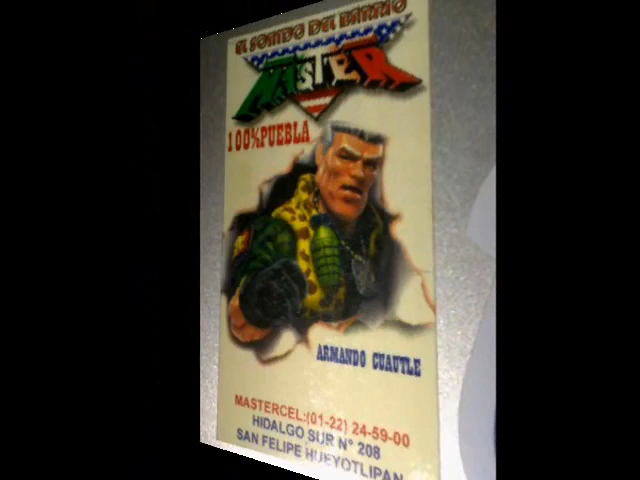 EL SONIDO DEL BARRIO
MASTER
100% PUEBLA
ARMANDO CUAUTLE
MASTERCEL:(01-22) 24-59-00
HIDALGO SUR N° 208
SAN FELIPE HUEYOTLIPAN